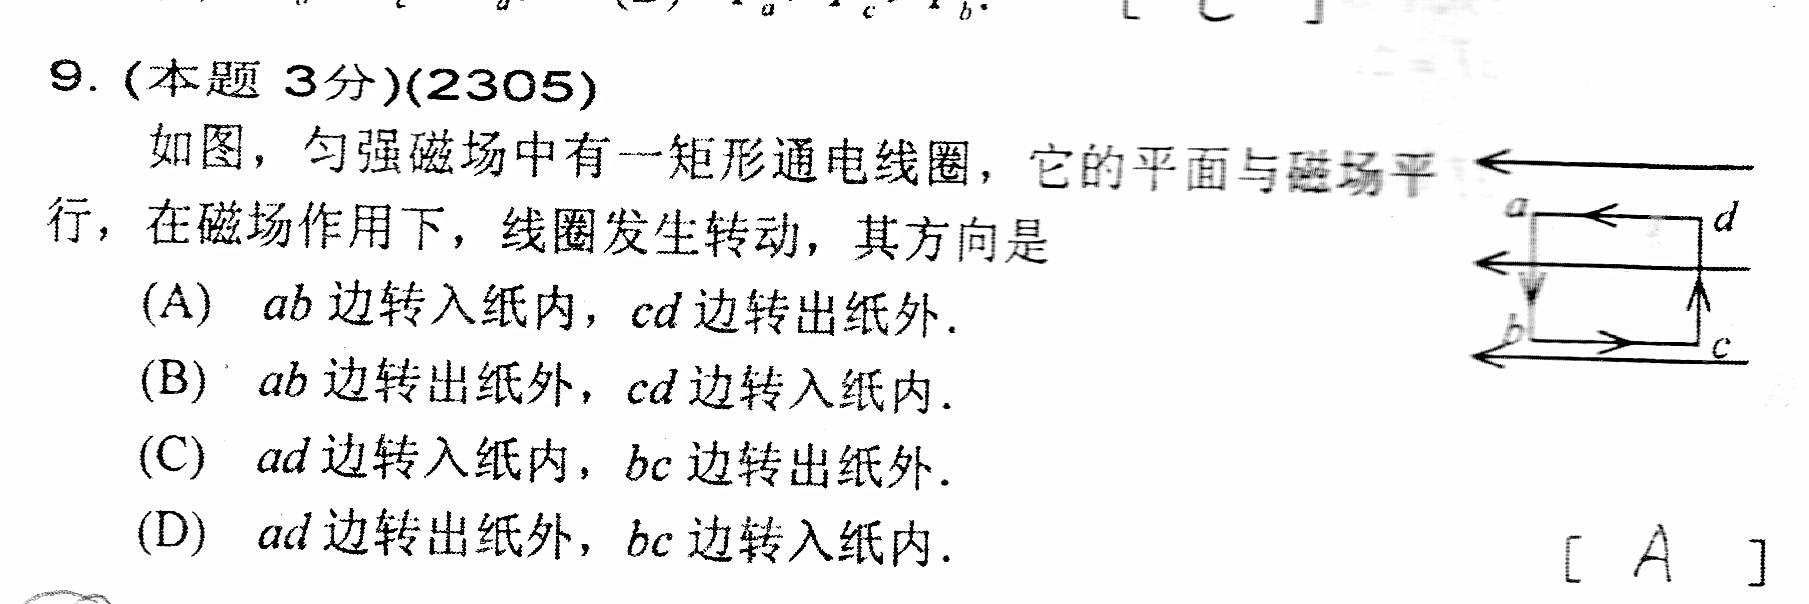 [ C ]
9. (本题 3分)(2305)
如图，匀强磁场中有一矩形通电线圈，它的平面与磁场平
行，在磁场作用下，线圈发生转动，其方向是
(A) ab 边转入纸内，cd 边转出纸外．
(B) ab 边转出纸外，cd 边转入纸内．
(C) ad 边转入纸内，bc 边转出纸外．
(D) ad 边转出纸外，bc 边转入纸内．
a d
b c
[ A ]